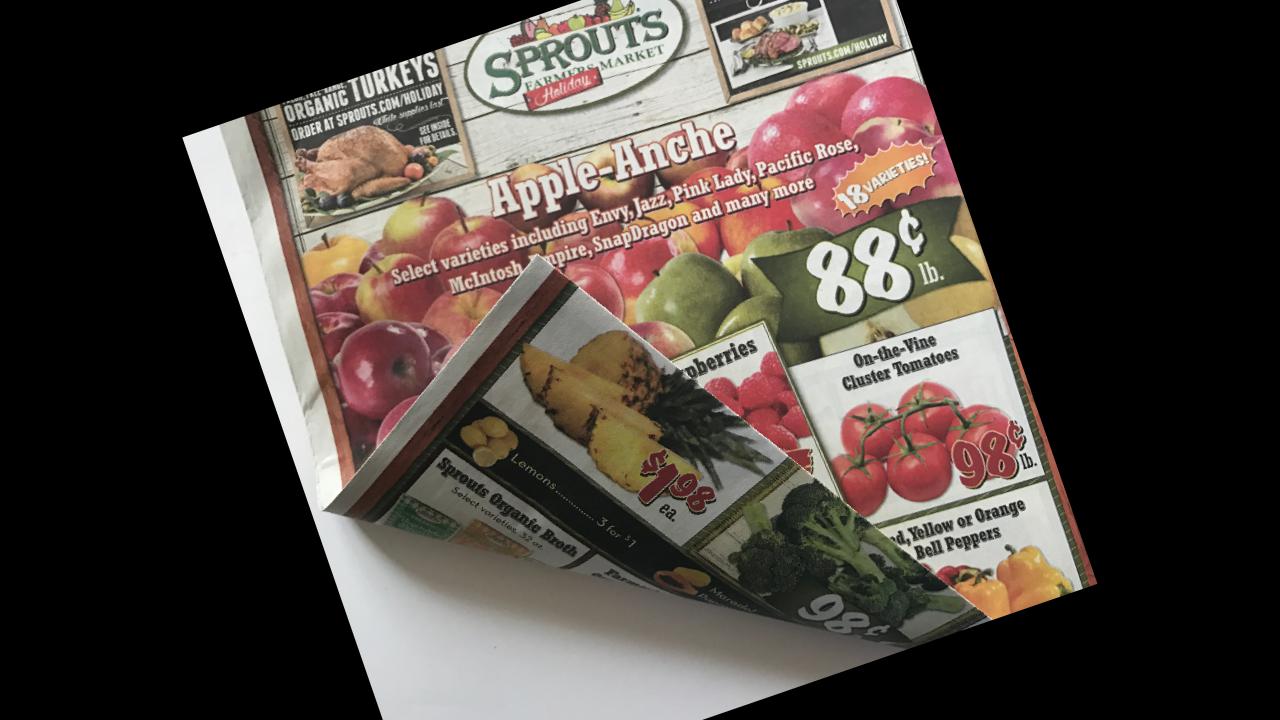 ORGANIC TURKEYS
ORDER AT SPROUTS.COM/HOLIDAY
While supplies last
SEE INSIDE
FOR DETAILS.
SPROUTS
FARMERS MARKET
Holiday
SPROUTS.COM/HOLIDAY
Apple-Anche
Select varieties including Envy, Jazz, Pink Lady, Pacific Rose,
McIntosh, SnapDragon and many more
18 VARIETIES!
88¢ lb.
On-the-Vine
Cluster Tomatoes
98¢ lb.
Yellow or Orange
Bell Peppers
$1.98
ea.
Lemons.............. 3 for $1
Sprouts Organic Broth
Select varieties. 32 oz.
98¢